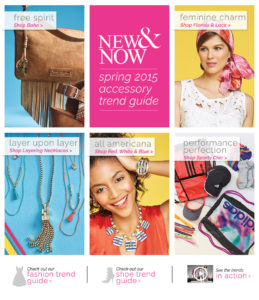 free spirit
Shop Boho >
NEW &
NOW
spring 2015
accessory
trend guide
feminine charm
Shop Florals & Lace >
layer upon layer
Shop Layering Necklaces >
all americana
Shop Red, White & Blue >
performance
perfection
Shop Sporty Chic >
Check out our
fashion trend
guide >
Check out our
shoe trend
guide >
See the trends
in action >